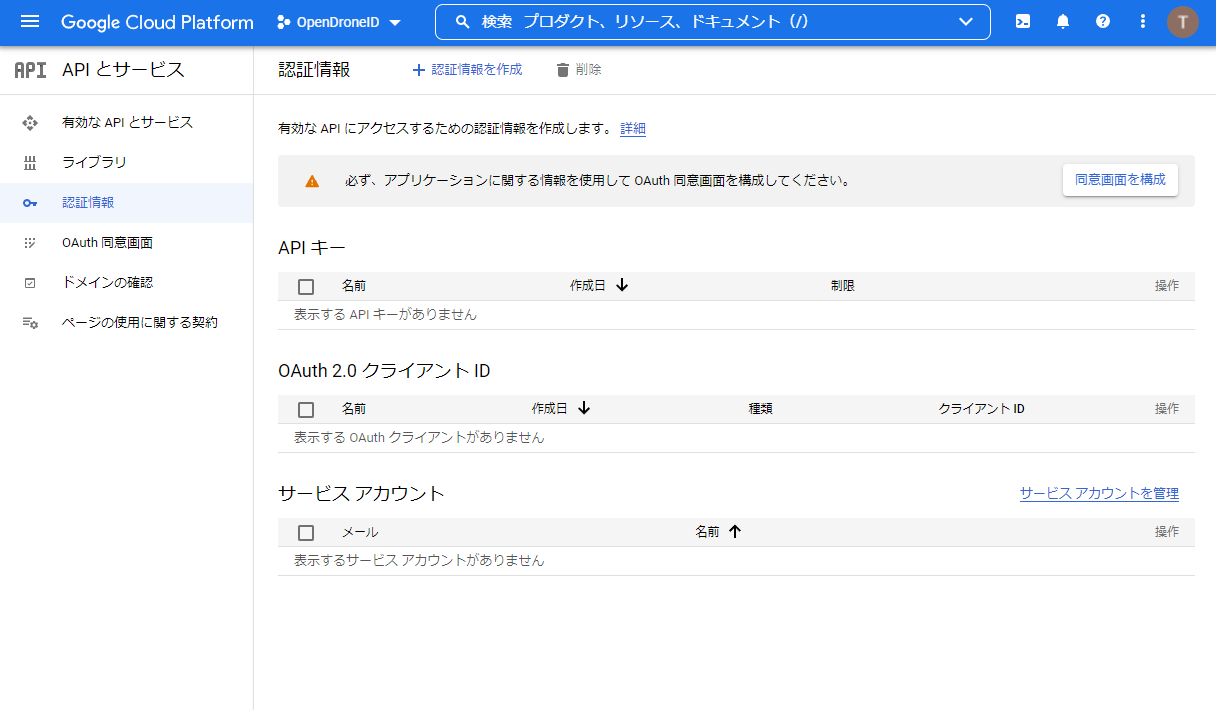 Google Cloud Platform OpenDroneID 検索 プロダクト、リソース、ドキュメント (/) T
API API とサービス
認証情報 + 認証情報を作成 削除
有効な API とサービス
ライブラリ
認証情報
OAuth 同意画面
ドメインの確認
ページの使用に関する契約
有効な API にアクセスするための認証情報を作成します。 詳細
必ず、アプリケーションに関する情報を使用して OAuth 同意画面を構成してください。 同意画面を構成
API キー
名前 作成日 制限 操作
表示する API キーがありません
OAuth 2.0 クライアント ID
名前 作成日 種類 クライアント ID 操作
表示する OAuth クライアントがありません
サービス アカウント サービス アカウントを管理
メール 名前 操作
表示するサービス アカウントがありません